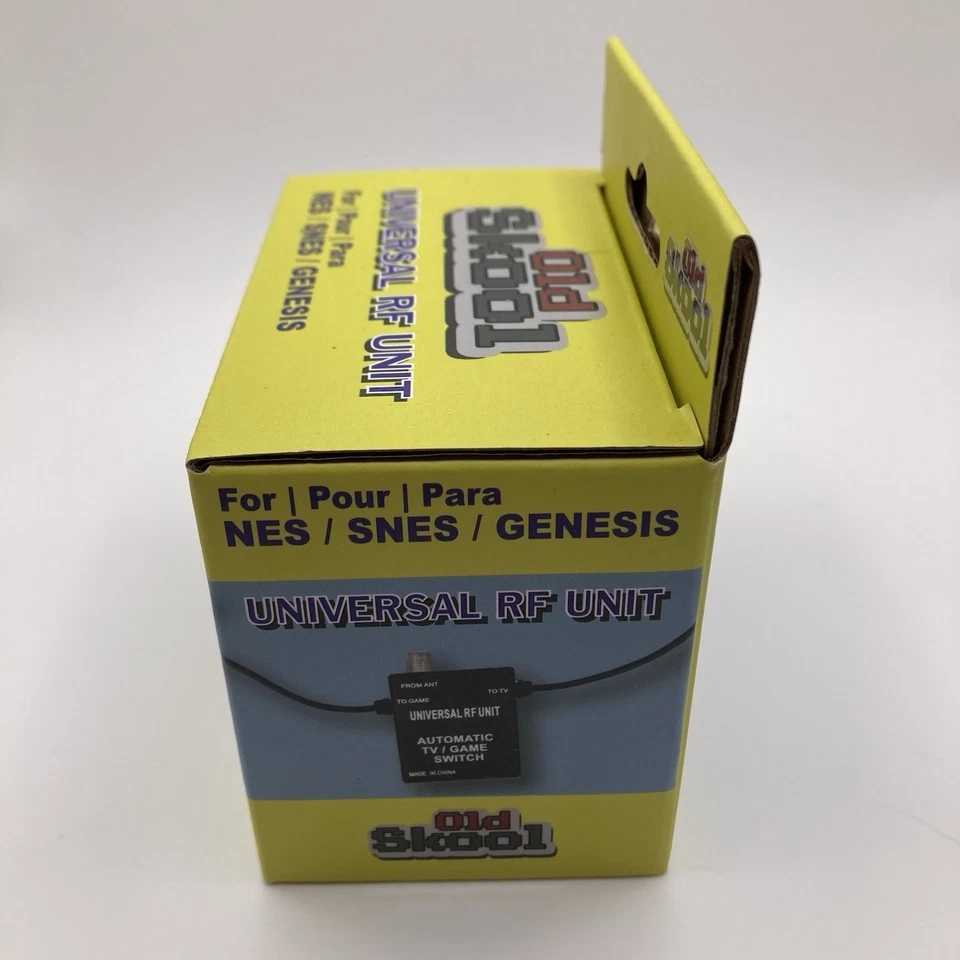 Old
Skool
UNIVERSAL RF UNIT
For | Pour | Para
NES / SNES / GENESIS
Old
Skool
For | Pour | Para
NES / SNES / GENESIS
UNIVERSAL RF UNIT
FROM ANT
TO GAME
TO TV
UNIVERSAL RF UNIT
AUTOMATIC
TV / GAME
SWITCH
MADE IN CHINA
Old
Skool